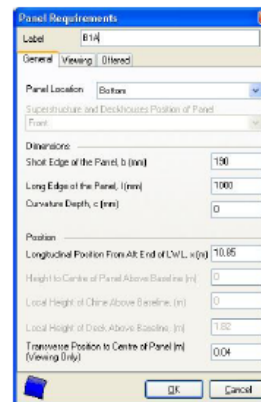 Panel Requirements
Label B1A
General Viewing Offered
Panel Location Bottom
Superstructure and Deckhouses Position of Panel
Front
Dimensions:
Short Edge of the Panel, b (mm) 190
Long Edge of the Panel, l (mm) 1000
Curvature Depth, c (mm) 0
Position
Longitudinal Position From Aft End of LWL, x (m) 10.85
Height to Centre of Panel Above Baseline (m) 0
Local Height of Chine Above Baseline, (m) 0
Local Height of Deck Above Baseline, (m) 1.82
Transverse Position to Centre of Panel (m) 0.04
(Viewing Only)
OK Cancel